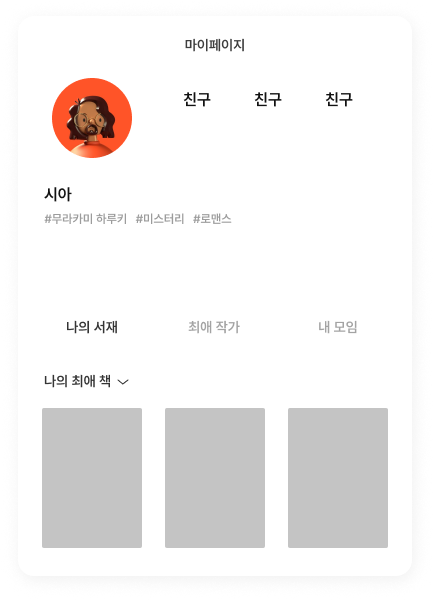 마이페이지
친구 친구 친구
시아
#무라카미 하루키 #미스터리 #로맨스
나의 서재 최애 작가 내 모임
나의 최애 책